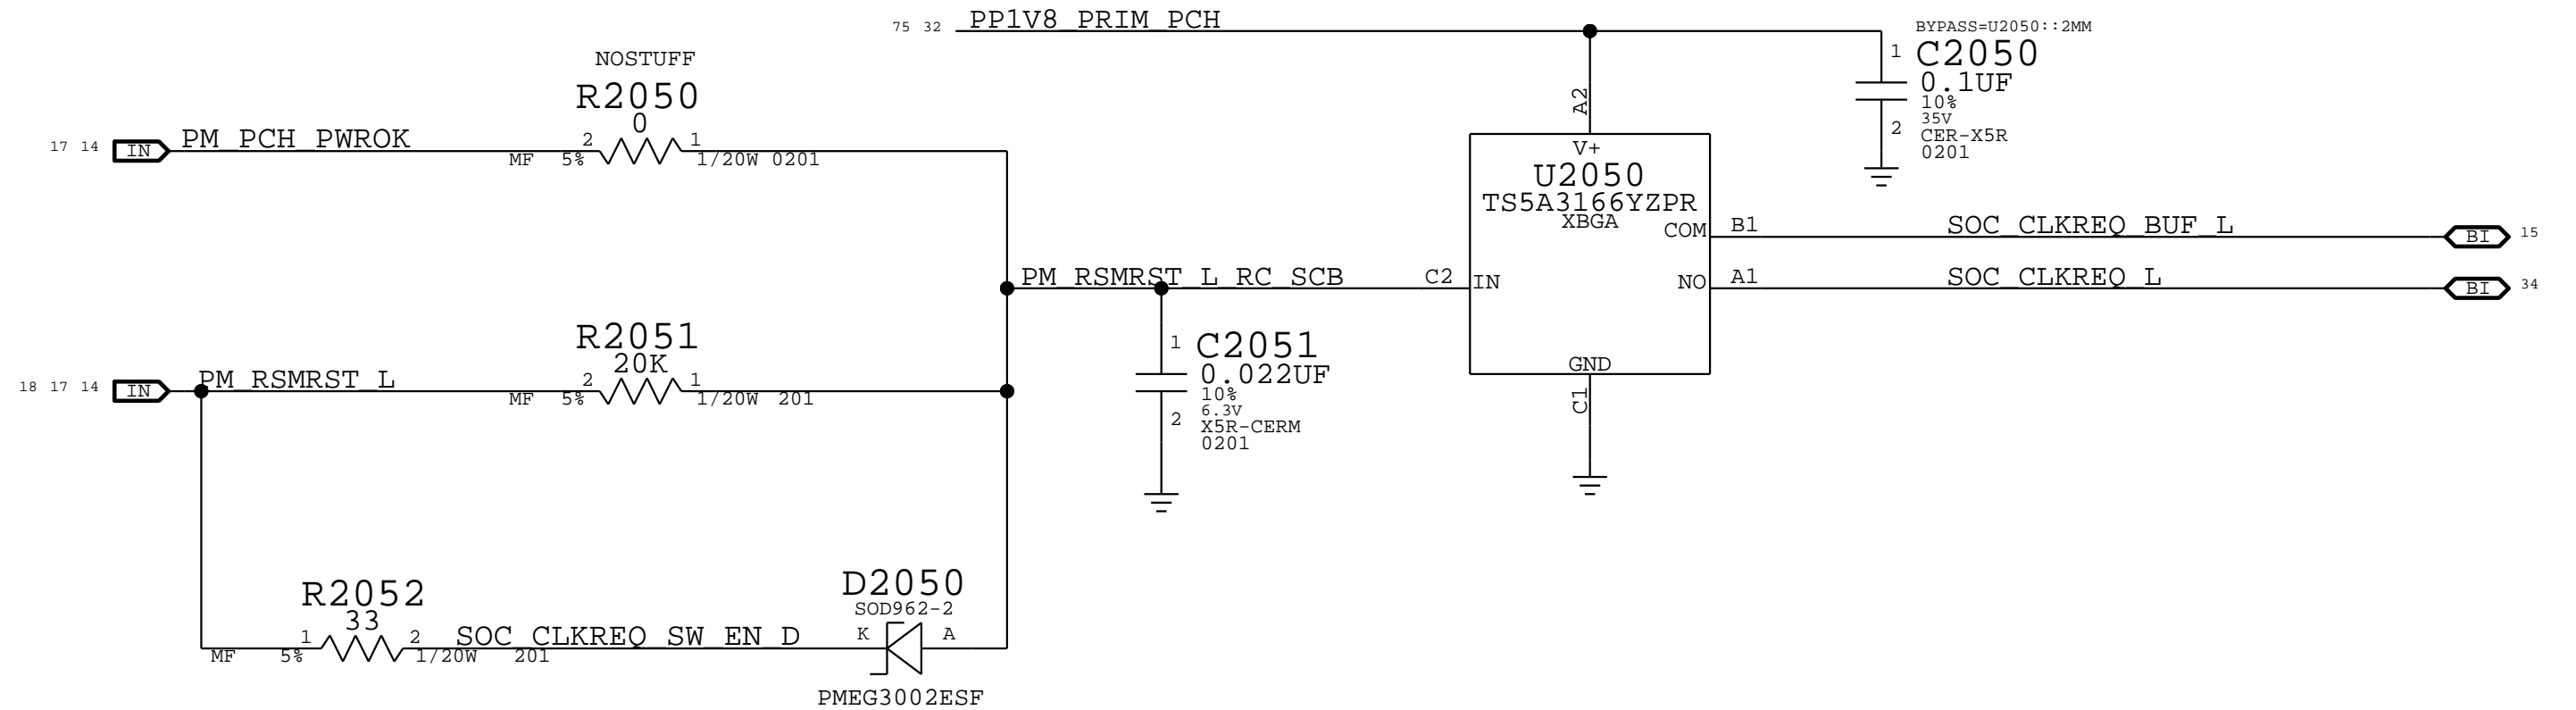 75 32 PP1V8_PRIM_PCH
BYPASS=U2050::2MM
1 C2050
0.1UF
10%
35V
2 CER-X5R
0201
NOSTUFF
R2050
0
17 14 IN PM_PCH_PWROK 2 1
MF 5% 1/20W 0201
A2
V+
U2050
TS5A3166YZPR
XBGA
COM B1 SOC_CLKREQ_BUF_L BI 15
PM_RSMRST_L_RC_SCB C2 IN NO A1 SOC_CLKREQ_L BI 34
GND
C1
1 C2051
0.022UF
10%
6.3V
2 X5R-CERM
0201
R2051
20K
18 17 14 IN PM_RSMRST_L 2 1
MF 5% 1/20W 201
R2052
33
1 2 SOC_CLKREQ_SW_EN_D
MF 5% 1/20W 201
D2050
SOD962-2
K A
PMEG3002ESF